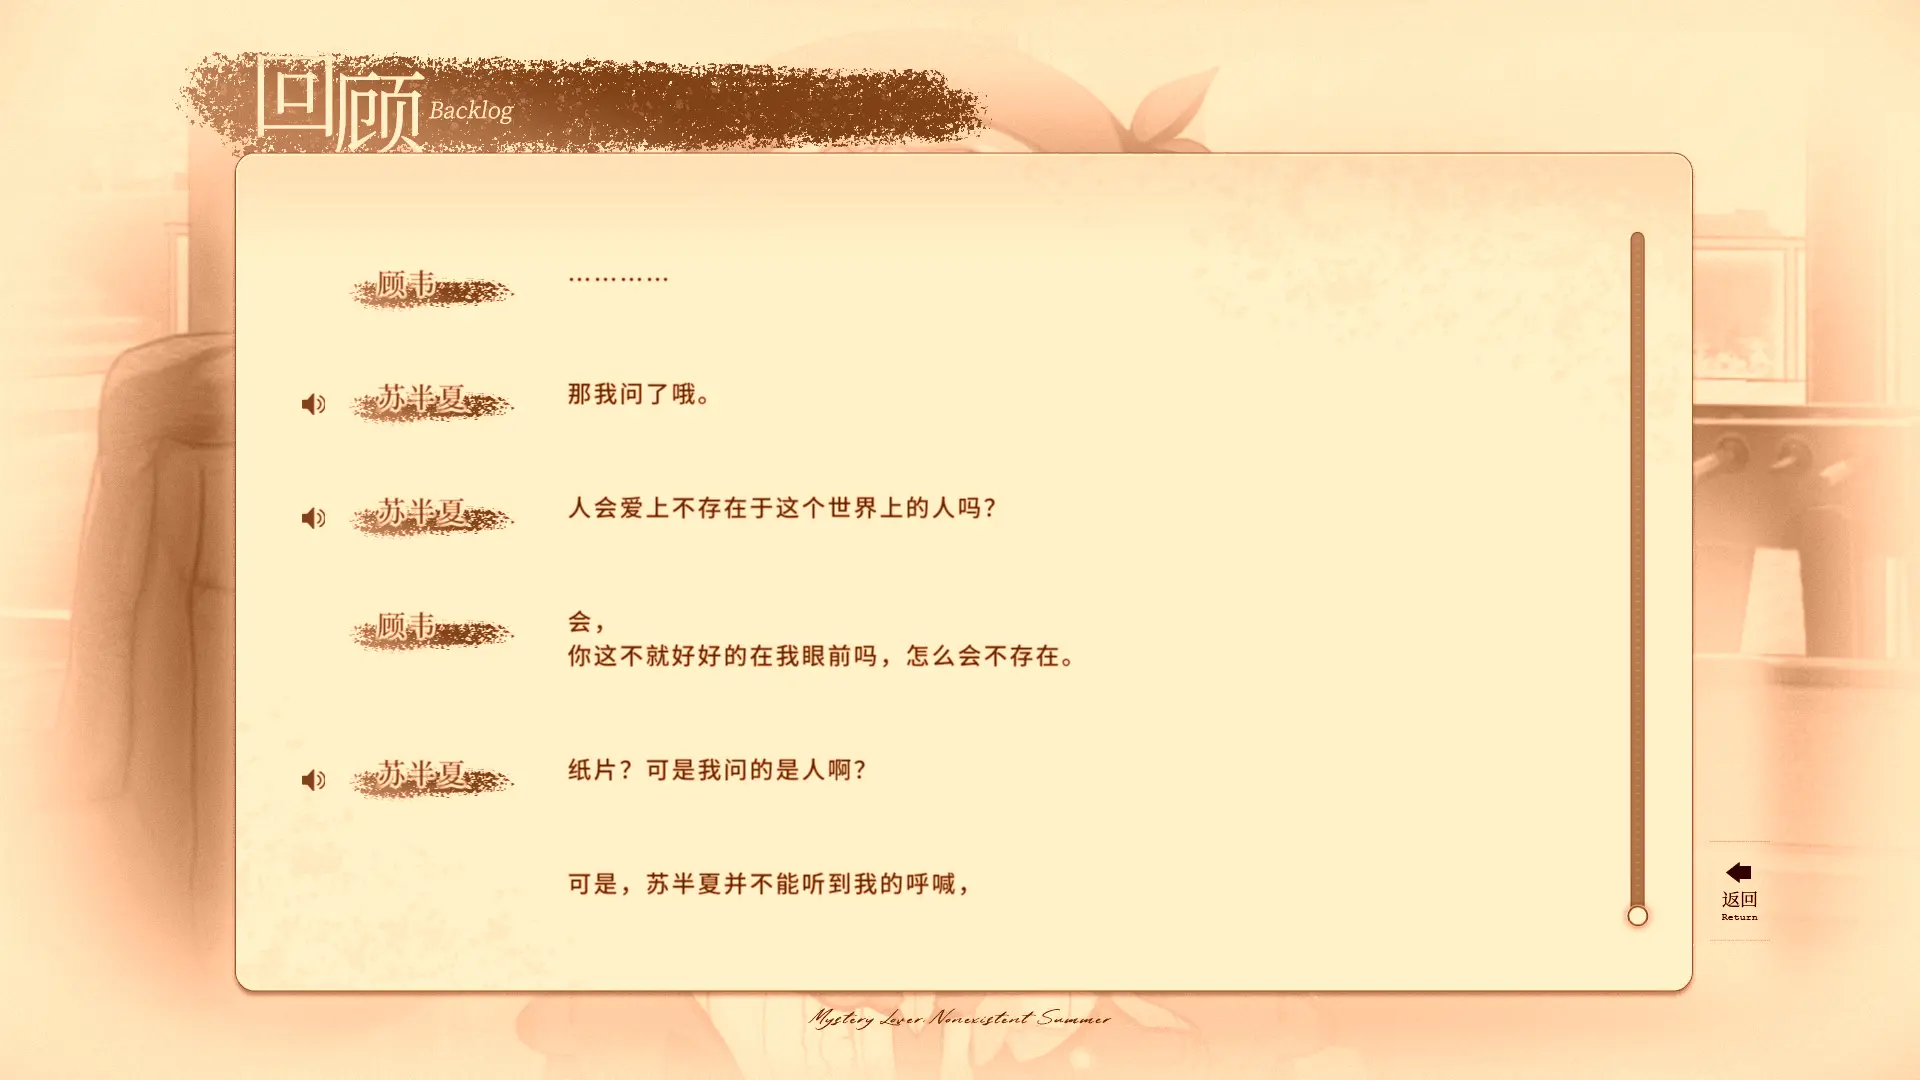 回顾 Backlog
顾韦 …………
苏半夏 那我问了哦。
苏半夏 人会爱上不存在于这个世界上的人吗？
顾韦 会，
你这不就好好的在我眼前吗，怎么会不存在。
苏半夏 纸片？可是我问的是人啊？
可是，苏半夏并不能听到我的呼喊，
返回
Return
Mystery Lover Nonexistent Summer